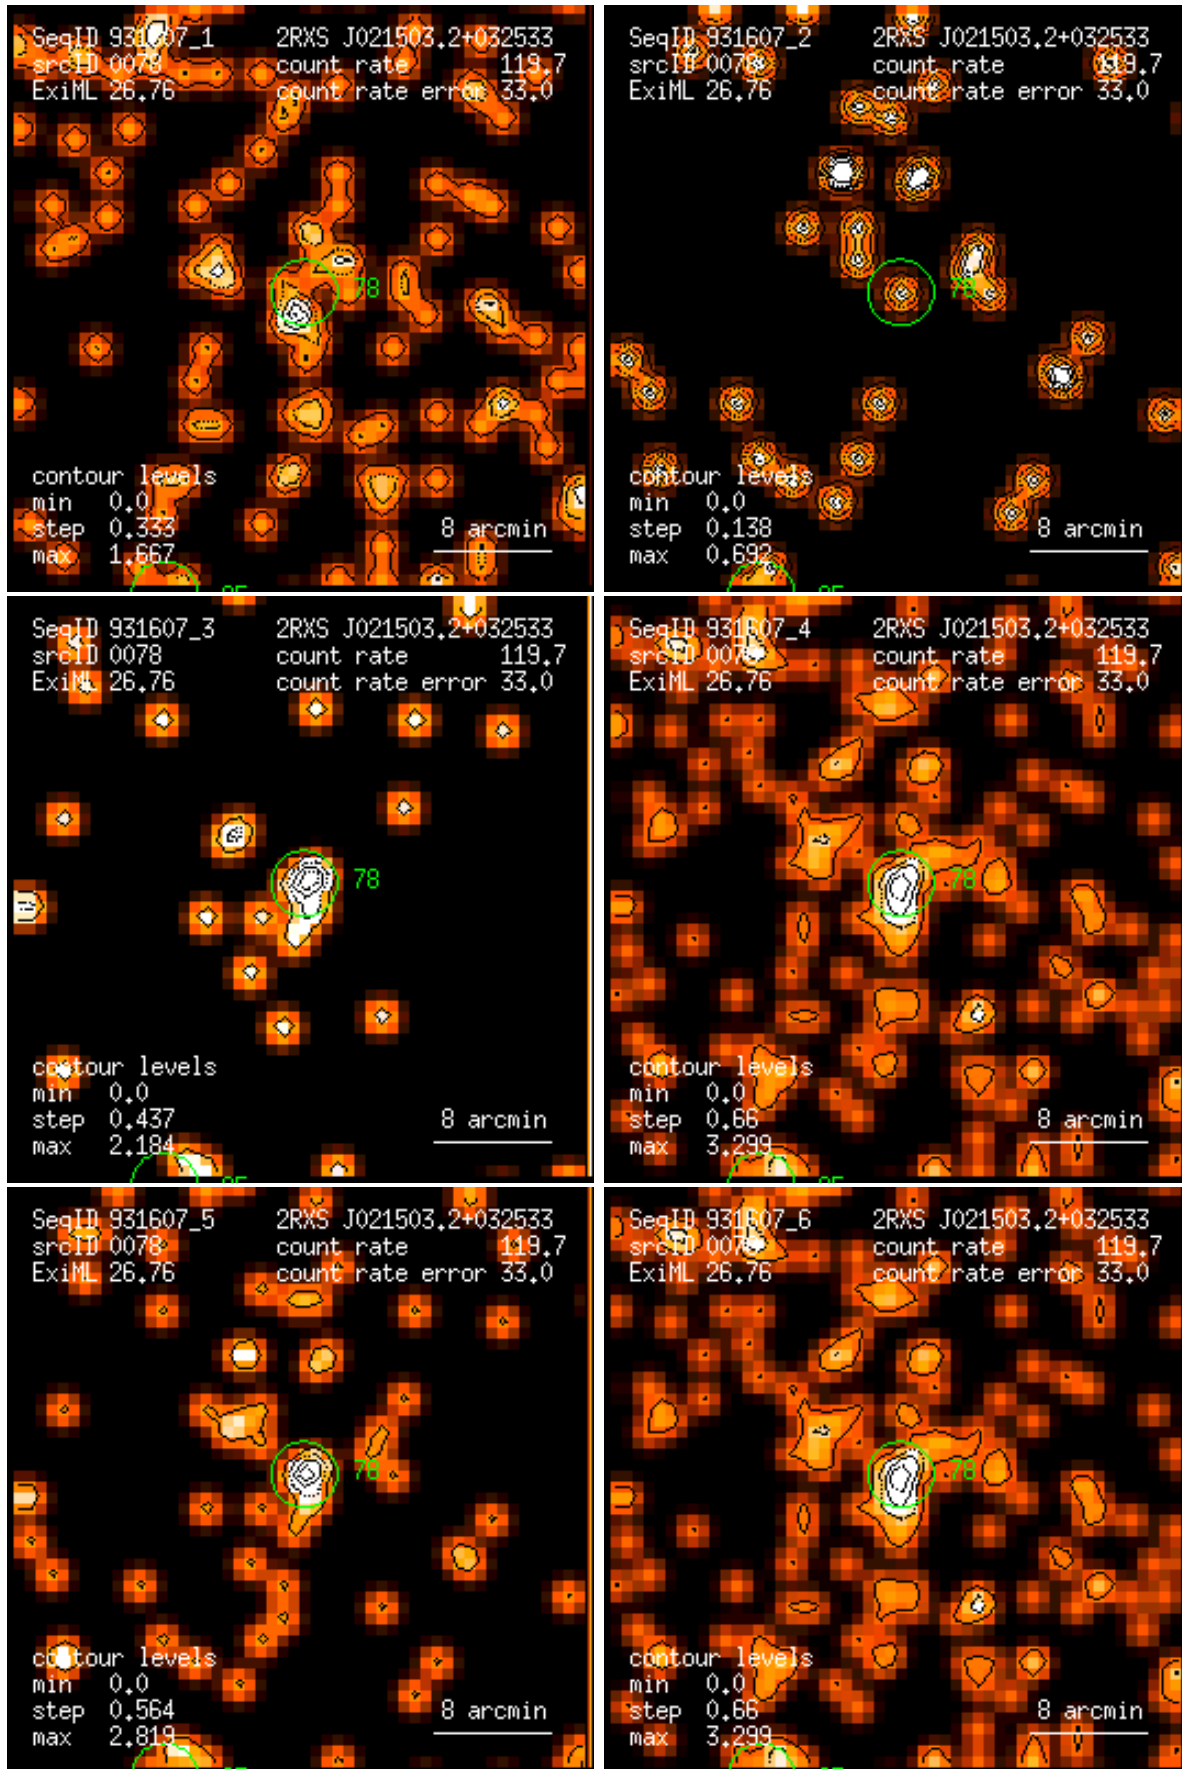 SeqID 931607_1 2RXS J021503.2+032533
srcID 0078 count rate 119.7
ExiML 26.76 count rate error 33.0
78
contour levels
min 0.0
step 0.333 8 arcmin
max 1.667
SeqID 931607_2 2RXS J021503.2+032533
srcID 0078 count rate 119.7
ExiML 26.76 count rate error 33.0
78
contour levels
min 0.0
step 0.138 8 arcmin
max 0.692
SeqID 931607_3 2RXS J021503.2+032533
srcID 0078 count rate 119.7
ExiML 26.76 count rate error 33.0
78
contour levels
min 0.0
step 0.437 8 arcmin
max 2.184
SeqID 931607_4 2RXS J021503.2+032533
srcID 0078 count rate 119.7
ExiML 26.76 count rate error 33.0
78
contour levels
min 0.0
step 0.66 8 arcmin
max 3.299
SeqID 931607_5 2RXS J021503.2+032533
srcID 0078 count rate 119.7
ExiML 26.76 count rate error 33.0
78
contour levels
min 0.0
step 0.564 8 arcmin
max 2.819
SeqID 931607_6 2RXS J021503.2+032533
srcID 0078 count rate 119.7
ExiML 26.76 count rate error 33.0
78
contour levels
min 0.0
step 0.66 8 arcmin
max 3.299